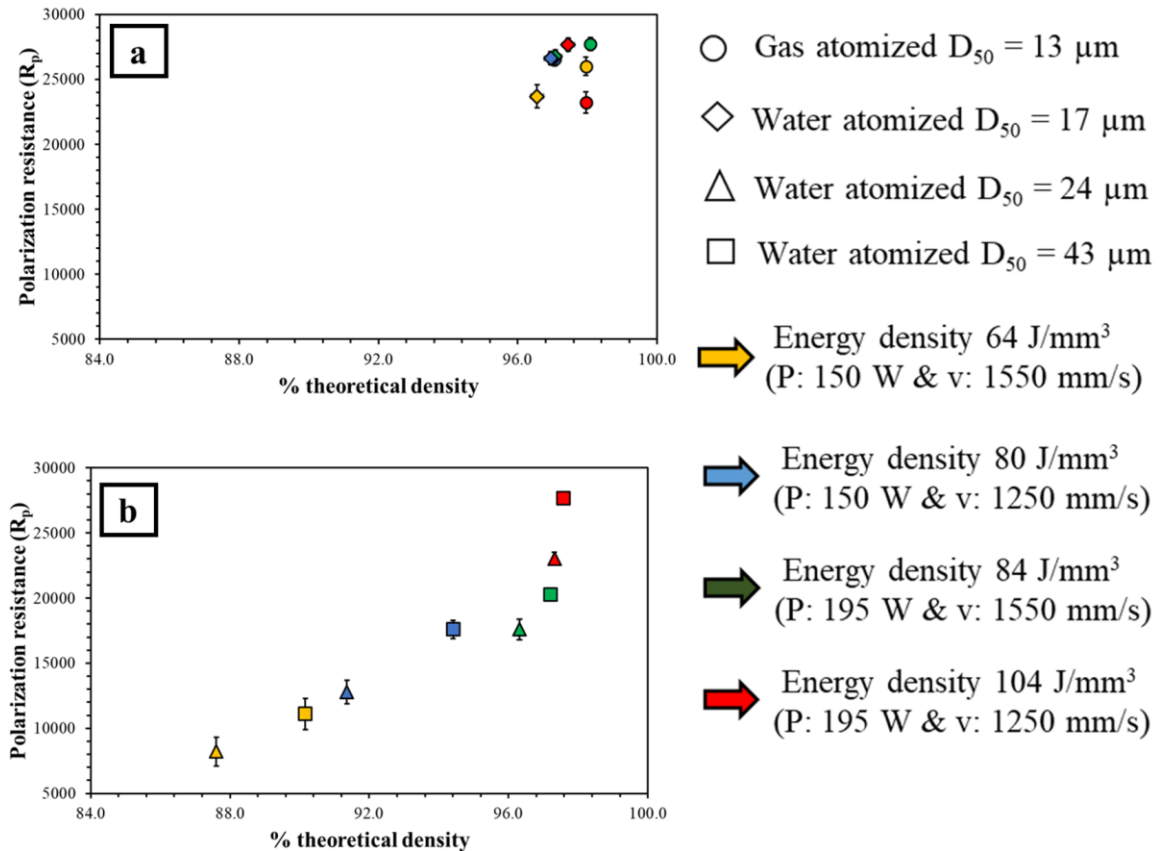 a
30000
25000
20000
15000
10000
5000
Polarization resistance (Rₚ)
84.0 88.0 92.0 96.0 100.0
% theoretical density
b
30000
25000
20000
15000
10000
5000
Polarization resistance (Rₚ)
84.0 88.0 92.0 96.0 100.0
% theoretical density
Gas atomized D₅₀ = 13 µm
Water atomized D₅₀ = 17 µm
Water atomized D₅₀ = 24 µm
Water atomized D₅₀ = 43 µm
Energy density 64 J/mm³
(P: 150 W & v: 1550 mm/s)
Energy density 80 J/mm³
(P: 150 W & v: 1250 mm/s)
Energy density 84 J/mm³
(P: 195 W & v: 1550 mm/s)
Energy density 104 J/mm³
(P: 195 W & v: 1250 mm/s)